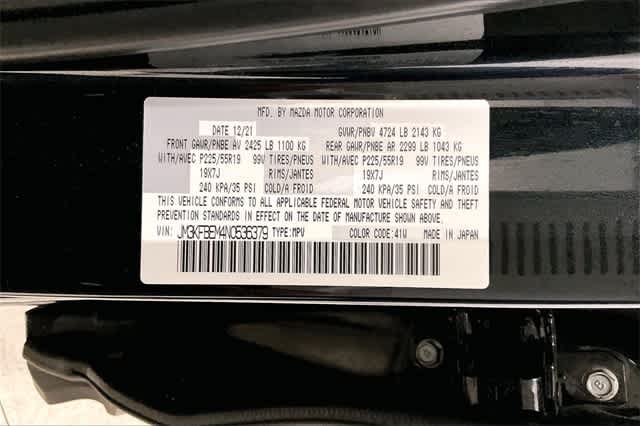 MFD. BY MAZDA MOTOR CORPORATION
DATE 12/21 GVWR/PNBV 4724 LB 2143 KG
FRONT GAWR/PNBE AV 2425 LB 1100 KG REAR GAWR/PNBE AR 2299 LB 1043 KG
WITH/AVEC P225/55R19 99V TIRES/PNEUS WITH/AVEC P225/55R19 99V TIRES/PNEUS
19X7J RIMS/JANTES 19X7J RIMS/JANTES
240 KPA/35 PSI COLD/A FROID 240 KPA/35 PSI COLD/A FROID
THIS VEHICLE CONFORMS TO ALL APPLICABLE FEDERAL MOTOR VEHICLE SAFETY AND THEFT
PREVENTION STANDARDS IN EFFECT ON THE DATE OF MANUFACTURE SHOWN ABOVE.
VIN: JM3KFBEM4N0536379 TYPE:MPV COLOR CODE:41W MADE IN JAPAN